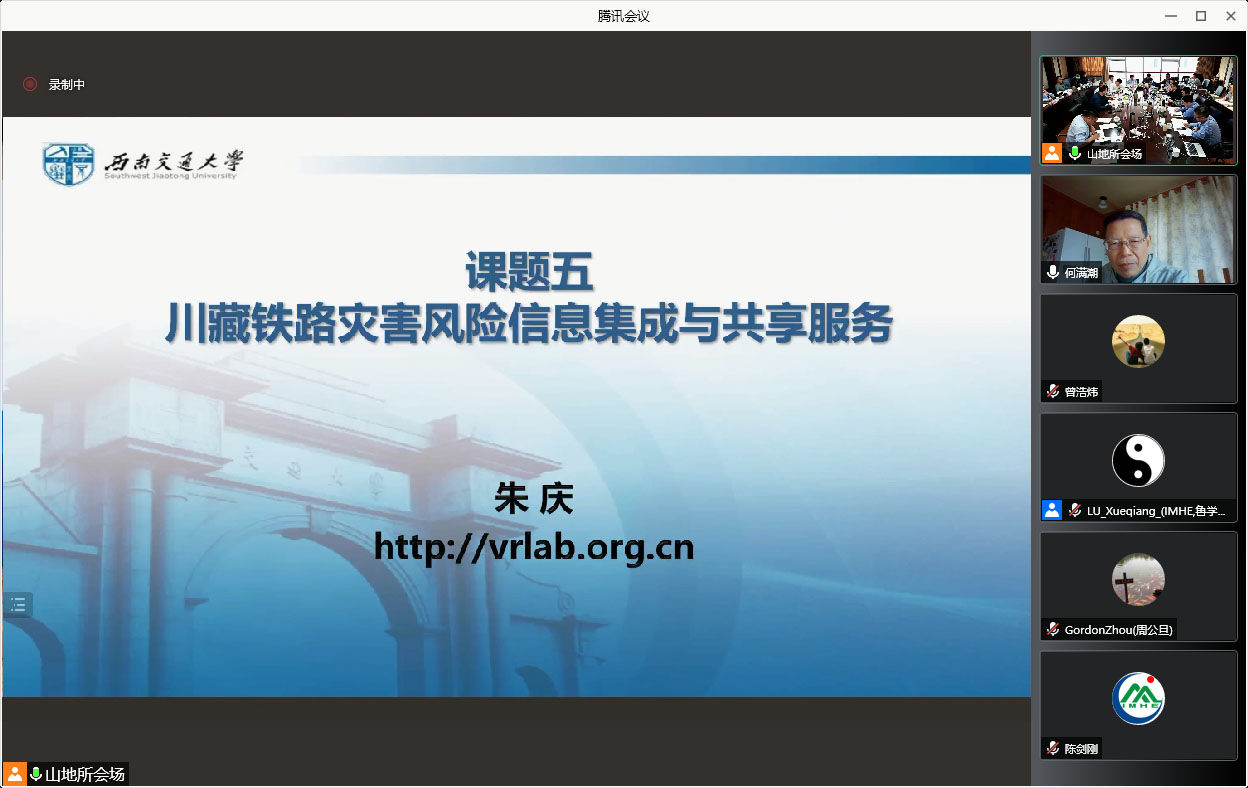 腾讯会议
录制中
西南交通大学
Southwest Jiaotong University
课题五
川藏铁路灾害风险信息集成与共享服务
朱 庆
http://vrlab.org.cn
山地所会场
山地所会场
何满潮
曾浩炜
LU_Xueqiang_(IMHE,鲁学...
GordonZhou(周公旦)
IMHE
陈剑刚